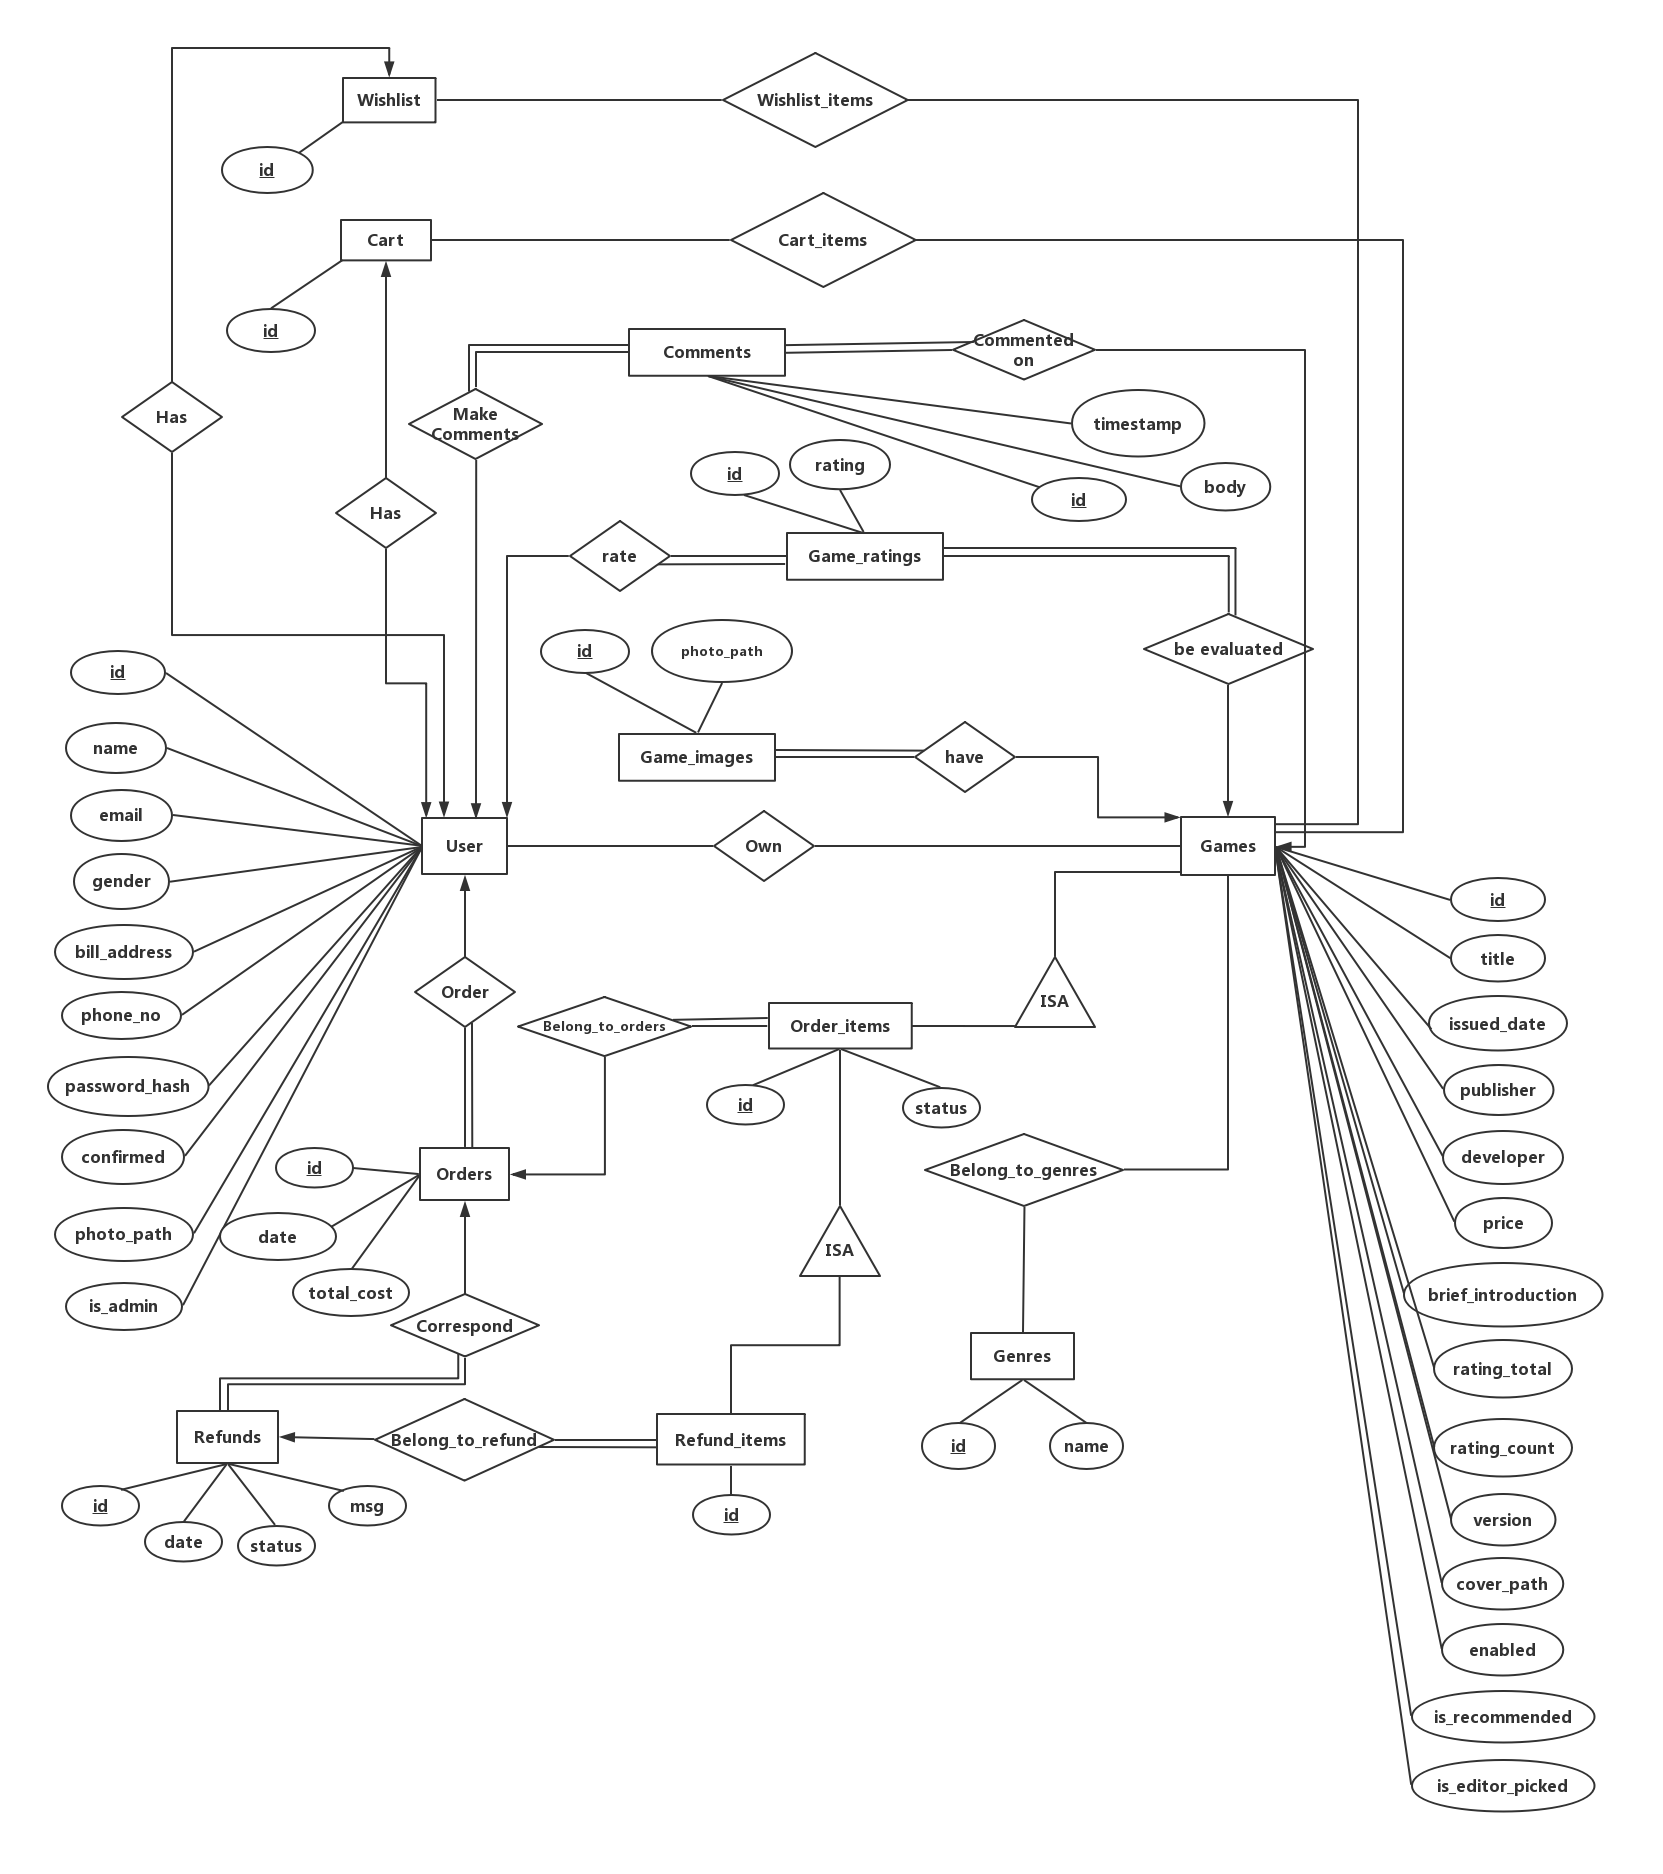 Wishlist
Wishlist_items
id
Cart
Cart_items
id
Comments
Commented
on
Has
Make
Comments
timestamp
id
rating
body
id
Has
rate
Game_ratings
id
photo_path
be evaluated
id
name
Game_images
have
email
User
Own
Games
gender
id
bill_address
title
Order
phone_no
Belong_to_orders
Order_items
ISA
issued_date
password_hash
id
status
publisher
confirmed
id
Orders
Belong_to_genres
developer
photo_path
date
ISA
price
is_admin
total_cost
Correspond
brief_introduction
Genres
rating_total
Refunds
Belong_to_refund
Refund_items
id
name
rating_count
id
msg
id
version
date
status
cover_path
enabled
is_recommended
is_editor_picked